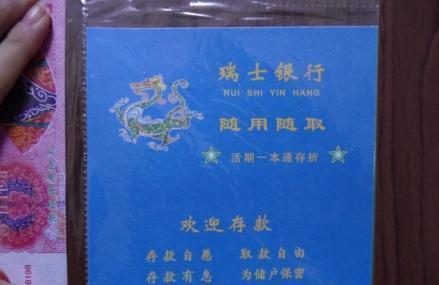 瑞士银行
RUI SHI YIN HANG
随用随取
活期一本通存折
欢迎存款
存款自愿 取款自由
存款有息 为储户保密
8198